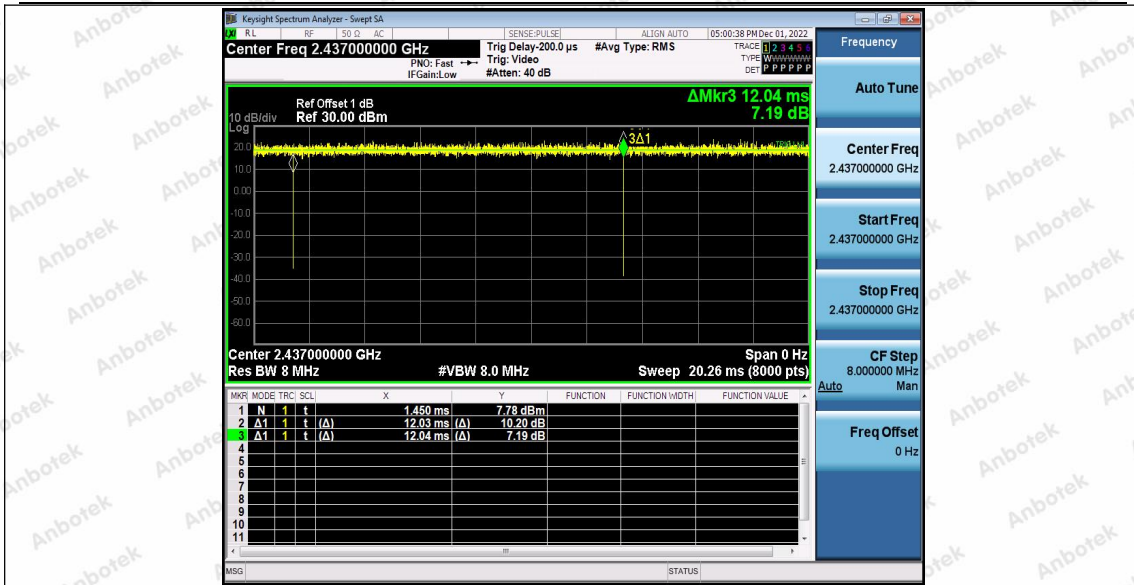 Keysight Spectrum Analyzer - Swept SA
RL RF 50 Ω AC SENSE:PULSE ALIGN AUTO 05:00:38 PM Dec 01, 2022
Center Freq 2.437000000 GHz
PNO: Fast
IFGain:Low
Trig Delay-200.0 µs
Trig: Video
#Atten: 40 dB
#Avg Type: RMS
TRACE 1 2 3 4 5 6
TYPE WWWWWW
DET P P P P P P
ΔMkr3 12.04 ms
7.19 dB
Ref Offset 1 dB
10 dB/div Ref 30.00 dBm
Log
20.0
10.0
0.00
-10.0
-20.0
-30.0
-40.0
-50.0
-60.0
3Δ1
Center 2.437000000 GHz Span 0 Hz
Res BW 8 MHz #VBW 8.0 MHz Sweep 20.26 ms (8000 pts)
MKR MODE TRC SCL X Y FUNCTION FUNCTION WIDTH FUNCTION VALUE
1 N 1 t 1.450 ms 7.78 dBm
2 Δ1 1 t (Δ) 12.03 ms (Δ) 10.20 dB
3 Δ1 1 t (Δ) 12.04 ms (Δ) 7.19 dB
4
5
6
7
8
9
10
11
MSG STATUS
Frequency
Auto Tune
Center Freq
2.437000000 GHz
Start Freq
2.437000000 GHz
Stop Freq
2.437000000 GHz
CF Step
8.000000 MHz
Auto Man
Freq Offset
0 Hz
Anbotek